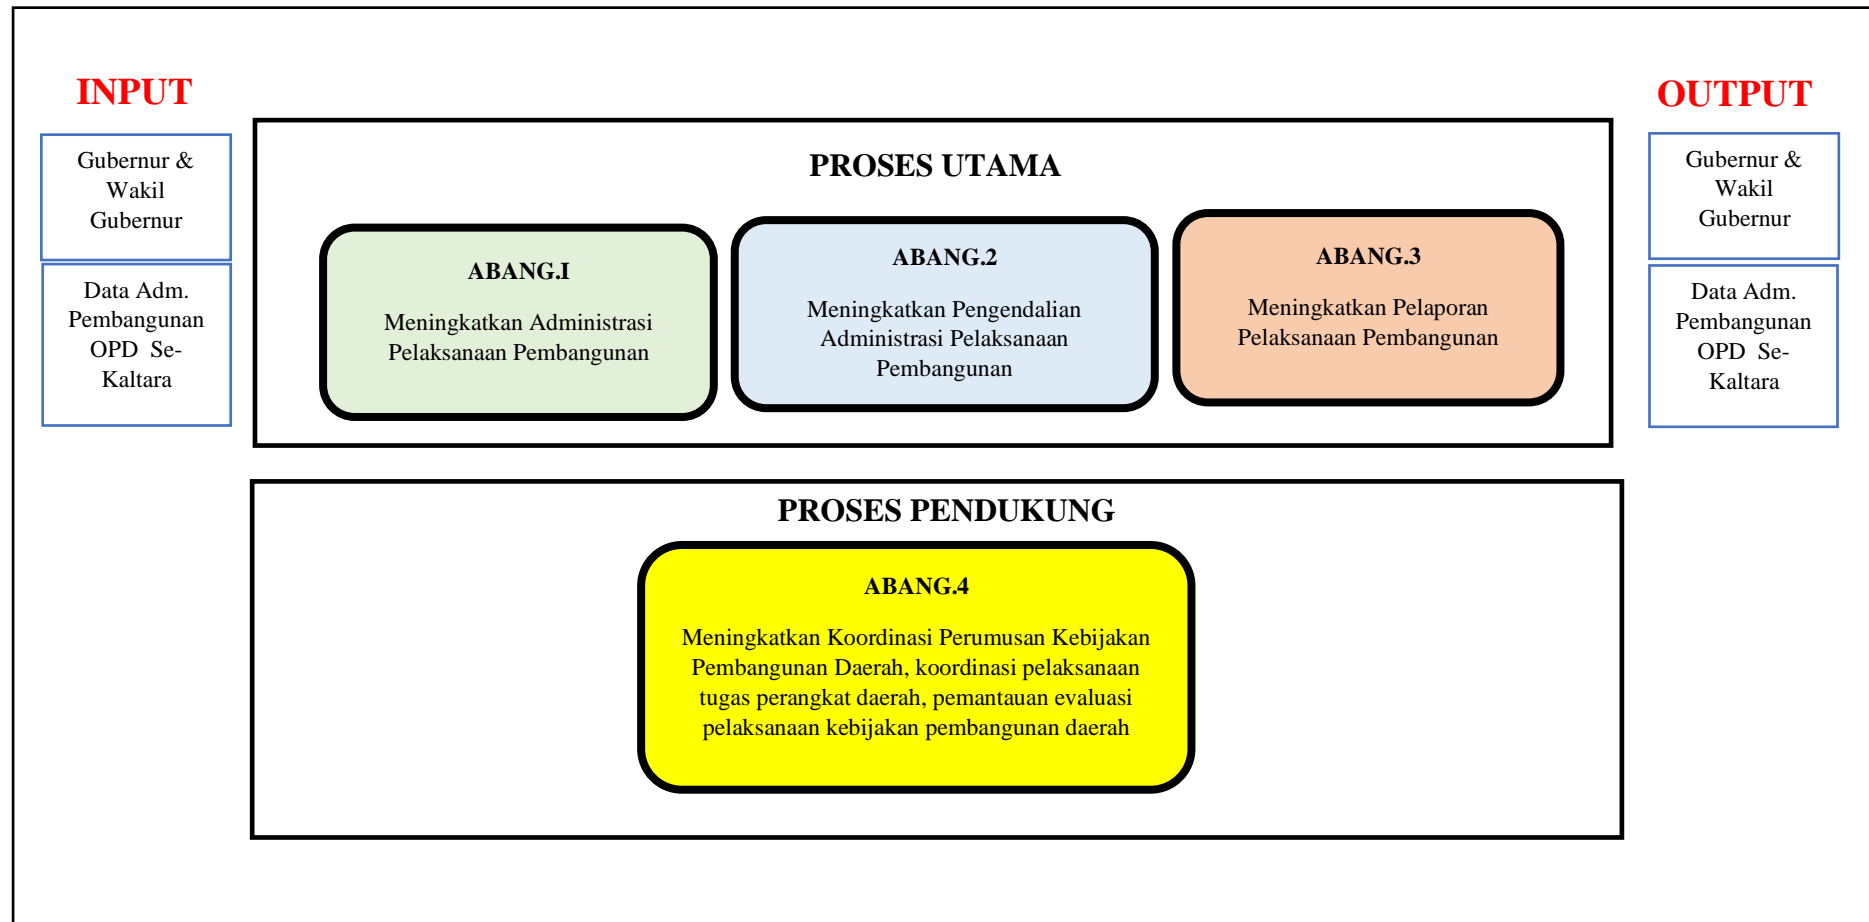 INPUT
Gubernur &
Wakil
Gubernur
Data Adm.
Pembangunan
OPD Se-
Kaltara
PROSES UTAMA
ABANG.I
Meningkatkan Administrasi
Pelaksanaan Pembangunan
ABANG.2
Meningkatkan Pengendalian
Administrasi Pelaksanaan
Pembangunan
ABANG.3
Meningkatkan Pelaporan
Pelaksanaan Pembangunan
OUTPUT
Gubernur &
Wakil
Gubernur
Data Adm.
Pembangunan
OPD Se-
Kaltara
PROSES PENDUKUNG
ABANG.4
Meningkatkan Koordinasi Perumusan Kebijakan
Pembangunan Daerah, koordinasi pelaksanaan
tugas perangkat daerah, pemantauan evaluasi
pelaksanaan kebijakan pembangunan daerah